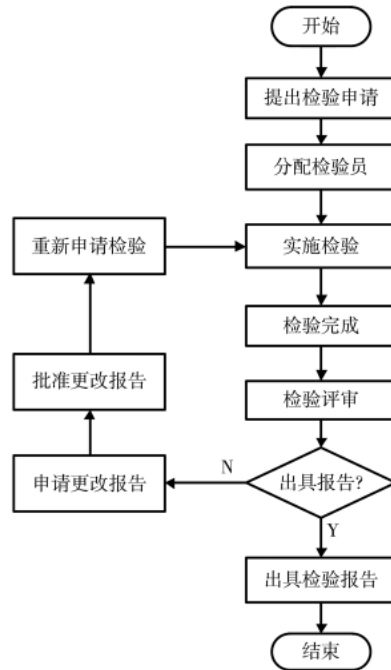 开始
提出检验申请
分配检验员
重新申请检验
实施检验
检验完成
批准更改报告
检验评审
申请更改报告
N
出具报告?
Y
出具检验报告
结束